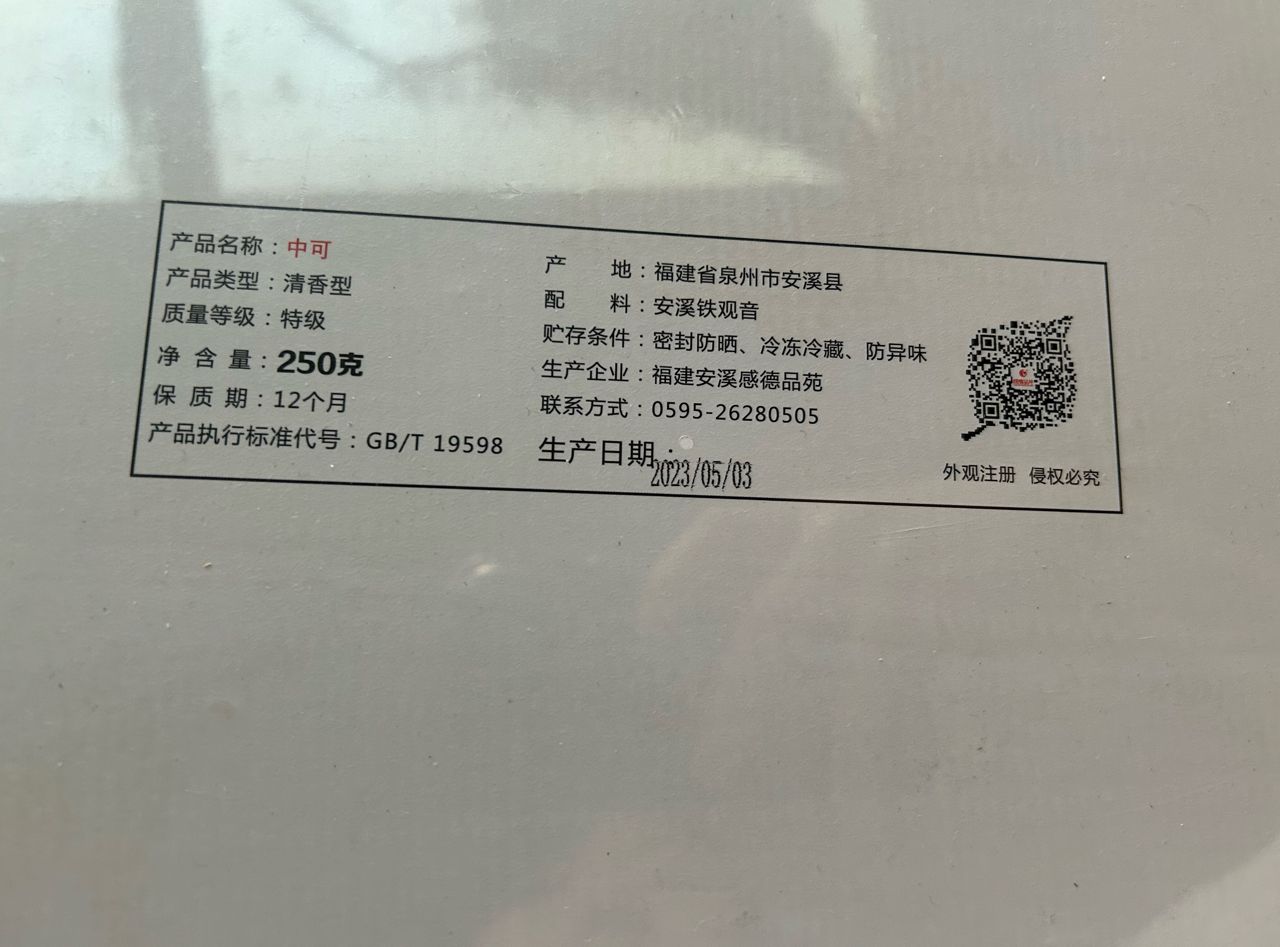 产品名称：中可
产品类型：清香型
质量等级：特级
净 含 量：250克
保 质 期：12个月
产品执行标准代号：GB/T 19598
产 地：福建省泉州市安溪县
配 料：安溪铁观音
贮存条件：密封防晒、冷冻冷藏、防异味
生产企业：福建安溪感德品苑
联系方式：0595-26280505
生产日期：
2023/05/03
外观注册 侵权必究